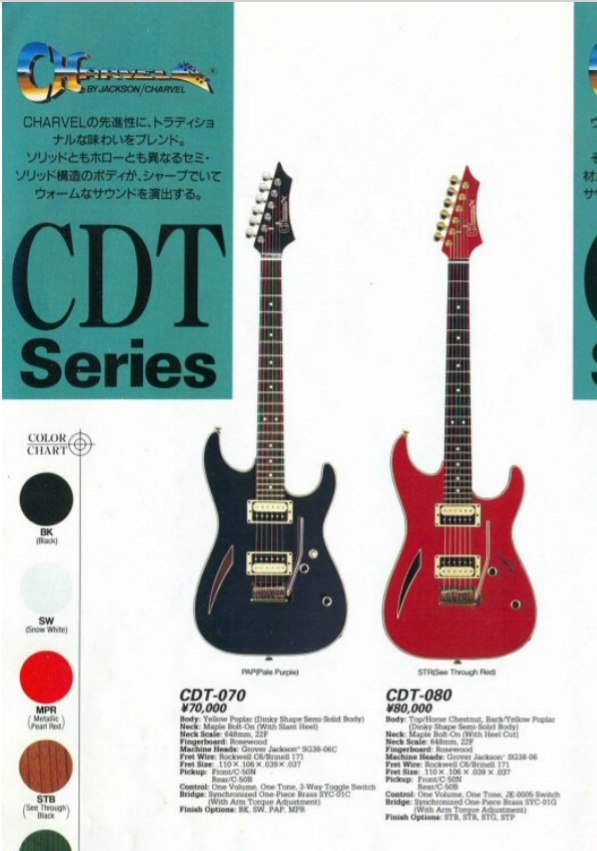 CHARVEL
BY JACKSON/CHARVEL
CHARVELの先進性に、トラディショ
ナルな味わいをブレンド。
ソリッドともホローとも異なるセミ・
ソリッド構造のボディが、シャープでいて
ウォームなサウンドを演出する。
CDT
Series
COLOR
CHART
BK
(Black)
SW
(Snow White)
MPR
(Metallic
Pearl Red)
STB
(See Through
Black)
PAP(Pale Purple)
CDT-070
¥70,000
Body: Yellow Poplar (Dinky Shape Semi-Solid Body)
Neck: Maple Bolt-On (With Slant Heel)
Neck Scale: 648mm, 22F
Fingerboard: Rosewood
Machine Heads: Grover Jackson® SG38-06C
Fret Wire: Rockwell C6/Brinell 171
Fret Size: .110 × .106 × .039 × .037
Pickup: Front/C-50N
Rear/C-50B
Control: One Volume, One Tone, 3-Way Toggle Switch
Bridge: Synchronized One-Piece Brass SYC-01C
(With Arm Torque Adjustment)
Finish Options: BK, SW, PAP, MPR
STR(See Through Red)
CDT-080
¥80,000
Body: Top/Horse Chestnut, Back/Yellow Poplar
(Dinky Shape Semi-Solid Body)
Neck: Maple Bolt-On (With Heel Cut)
Neck Scale: 648mm, 22F
Fingerboard: Rosewood
Machine Heads: Grover Jackson® SG38-06
Fret Wire: Rockwell C6/Brinell 171
Fret Size: .110 × .106 × .039 × .037
Pickup: Front/C-50N
Rear/C-50B
Control: One Volume, One Tone, JE-0005 Switch
Bridge: Synchronized One-Piece Brass SYC-01G
(With Arm Torque Adjustment)
Finish Options: STB, STR, STG, STP